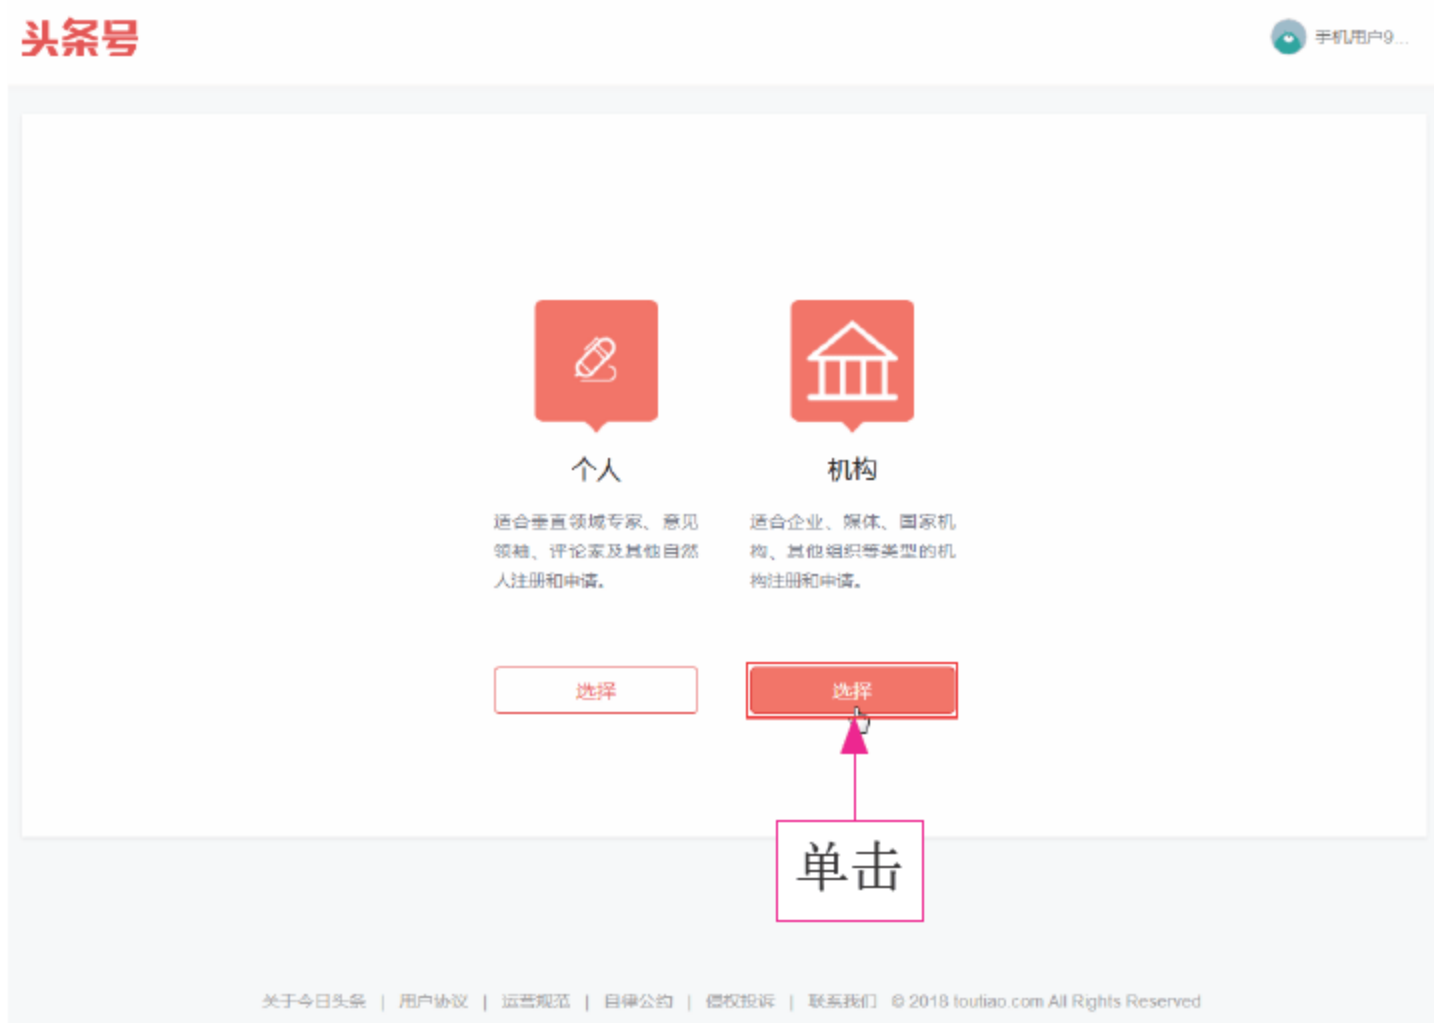 头条号
手机用户9...
个人
机构
适合垂直领域专家、意见
领袖、评论家及其他自然
人注册和申请。
适合企业、媒体、国家机
构、其他组织等类型的机
构注册和申请。
选择
选择
单击
关于今日头条 | 用户协议 | 运营规范 | 自律公约 | 侵权投诉 | 联系我们 © 2018 toutiao.com All Rights Reserved